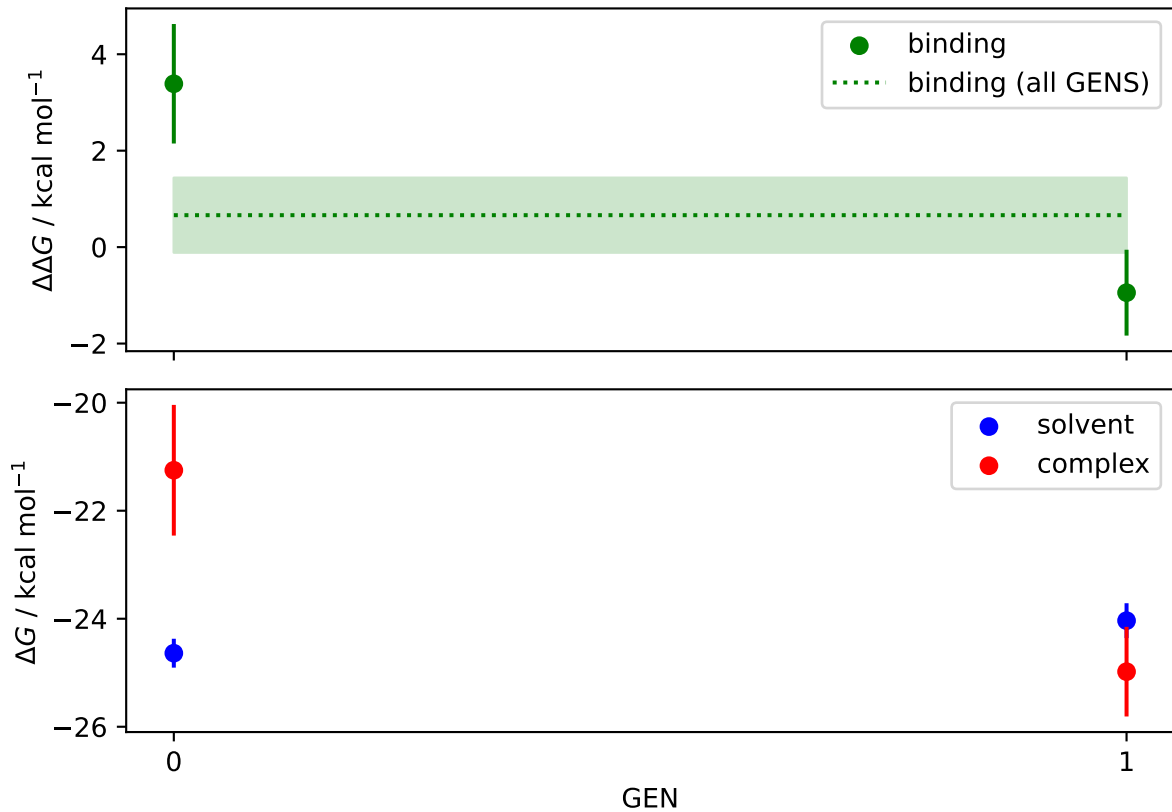 ΔΔG / kcal mol⁻¹
4
2
0
−2
binding
binding (all GENS)
ΔG / kcal mol⁻¹
−20
−22
−24
−26
solvent
complex
0
1
GEN